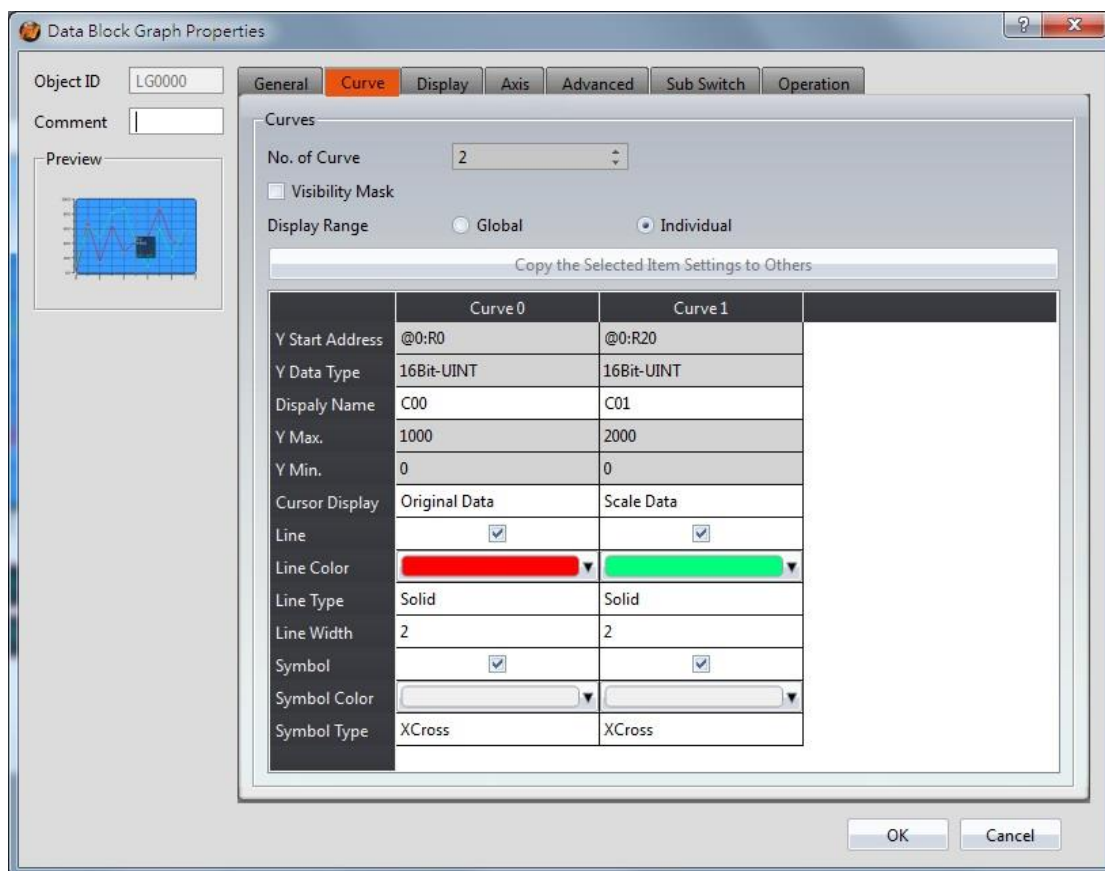 Data Block Graph Properties
Object ID LG0000
Comment
Preview
General Curve Display Axis Advanced Sub Switch Operation
Curves
No. of Curve 2
Visibility Mask
Display Range Global Individual
Copy the Selected Item Settings to Others
Curve 0 Curve 1
Y Start Address @0:R0 @0:R20
Y Data Type 16Bit-UINT 16Bit-UINT
Dispaly Name C00 C01
Y Max. 1000 2000
Y Min. 0 0
Cursor Display Original Data Scale Data
Line
Line Color
Line Type Solid Solid
Line Width 2 2
Symbol
Symbol Color
Symbol Type XCross XCross
OK Cancel